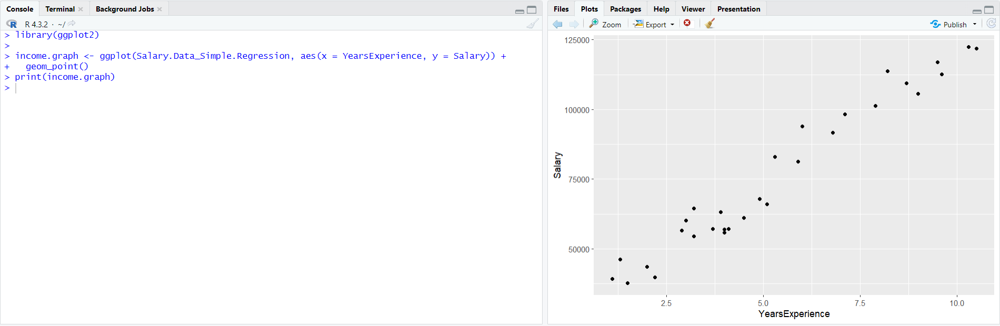 Console Terminal Background Jobs
R 4.3.2 · ~/
> library(ggplot2)
>
> income.graph <- ggplot(Salary.Data_Simple.Regression, aes(x = YearsExperience, y = Salary)) +
+   geom_point()
> print(income.graph)
>
Files Plots Packages Help Viewer Presentation
Zoom Export Publish
125000
100000
75000
50000
Salary
2.5 5.0 7.5 10.0
YearsExperience